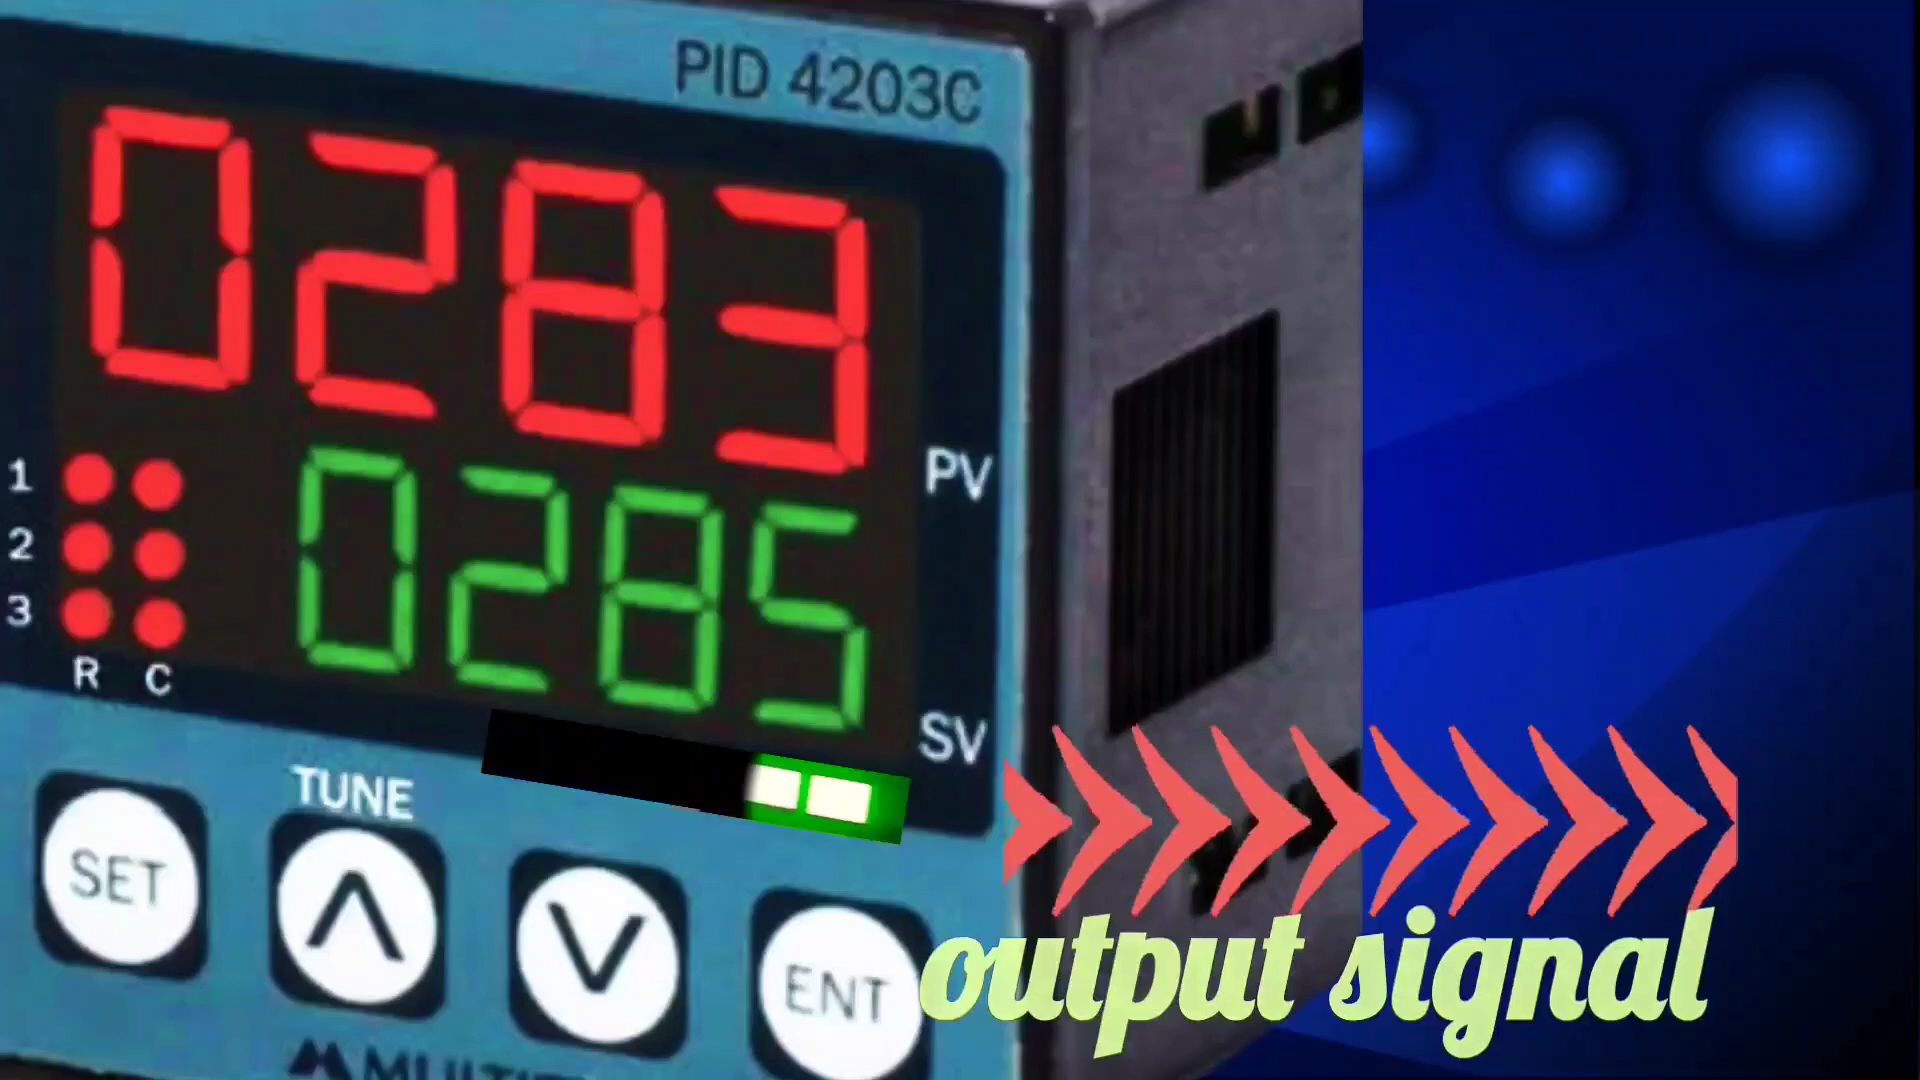 PID 4203C
0283
PV
1
2
3
R C
0285
SV
TUNE
SET
ENT
output signal